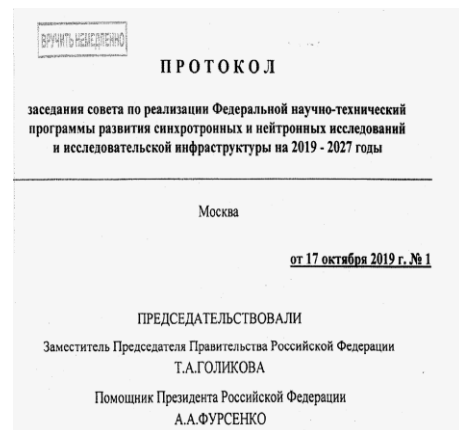 ВРУЧИТЬ НЕМЕДЛЕННО
ПРОТОКОЛ
заседания совета по реализации Федеральной научно-технический
программы развития синхротронных и нейтронных исследований
и исследовательской инфраструктуры на 2019 - 2027 годы
Москва
от 17 октября 2019 г. № 1
ПРЕДСЕДАТЕЛЬСТВОВАЛИ
Заместитель Председателя Правительства Российской Федерации
Т.А.ГОЛИКОВА
Помощник Президента Российской Федерации
А.А.ФУРСЕНКО